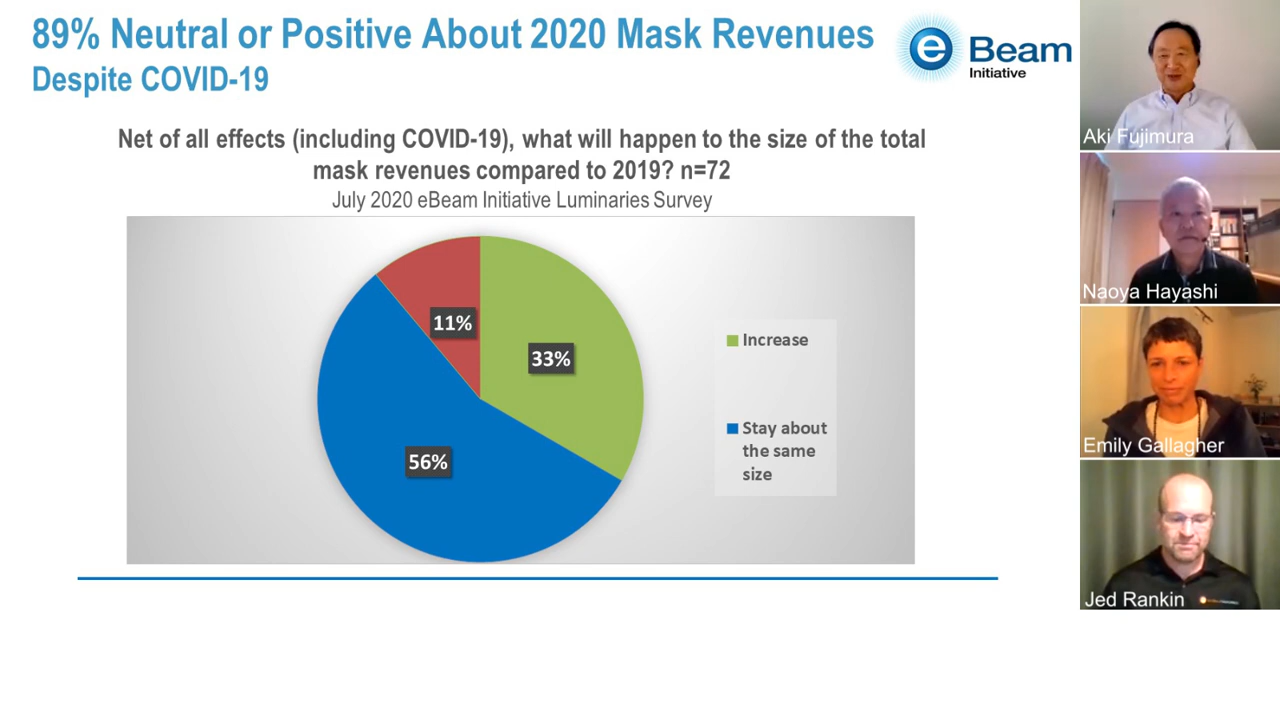 89% Neutral or Positive About 2020 Mask Revenues
Despite COVID-19
e Beam
Initiative
Net of all effects (including COVID-19), what will happen to the size of the total
mask revenues compared to 2019? n=72
July 2020 eBeam Initiative Luminaries Survey
11%
33%
56%
Increase
Stay about
the same
size
Aki Fujimura
Naoya Hayashi
Emily Gallagher
Jed Rankin